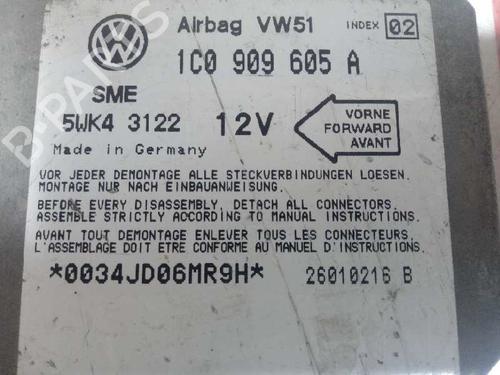 Airbag VW51 INDEX 02
1C0 909 605 A
SME
5WK4 3122 12V
VORNE
FORWARD
AVANT
Made in Germany
VOR JEDER DEMONTAGE ALLE STECKVERBINDUNGEN LOESEN.
MONTAGE NUR NACH EINBAUANWEISUNG.
BEFORE EVERY DISASSEMBLY, DETACH ALL CONNECTORS.
ASSEMBLE STRICTLY ACCORDING TO MANUAL INSTRUCTIONS.
AVANT TOUT DEMONTAGE ENLEVER TOUS LES CONNECTEURS.
L'ASSEMBLAGE DOIT ETRE CONFORME AU MANUEL D'INSTRUCTIONS.
*0034JD06MR9H* 26010216 B
B-PARTS